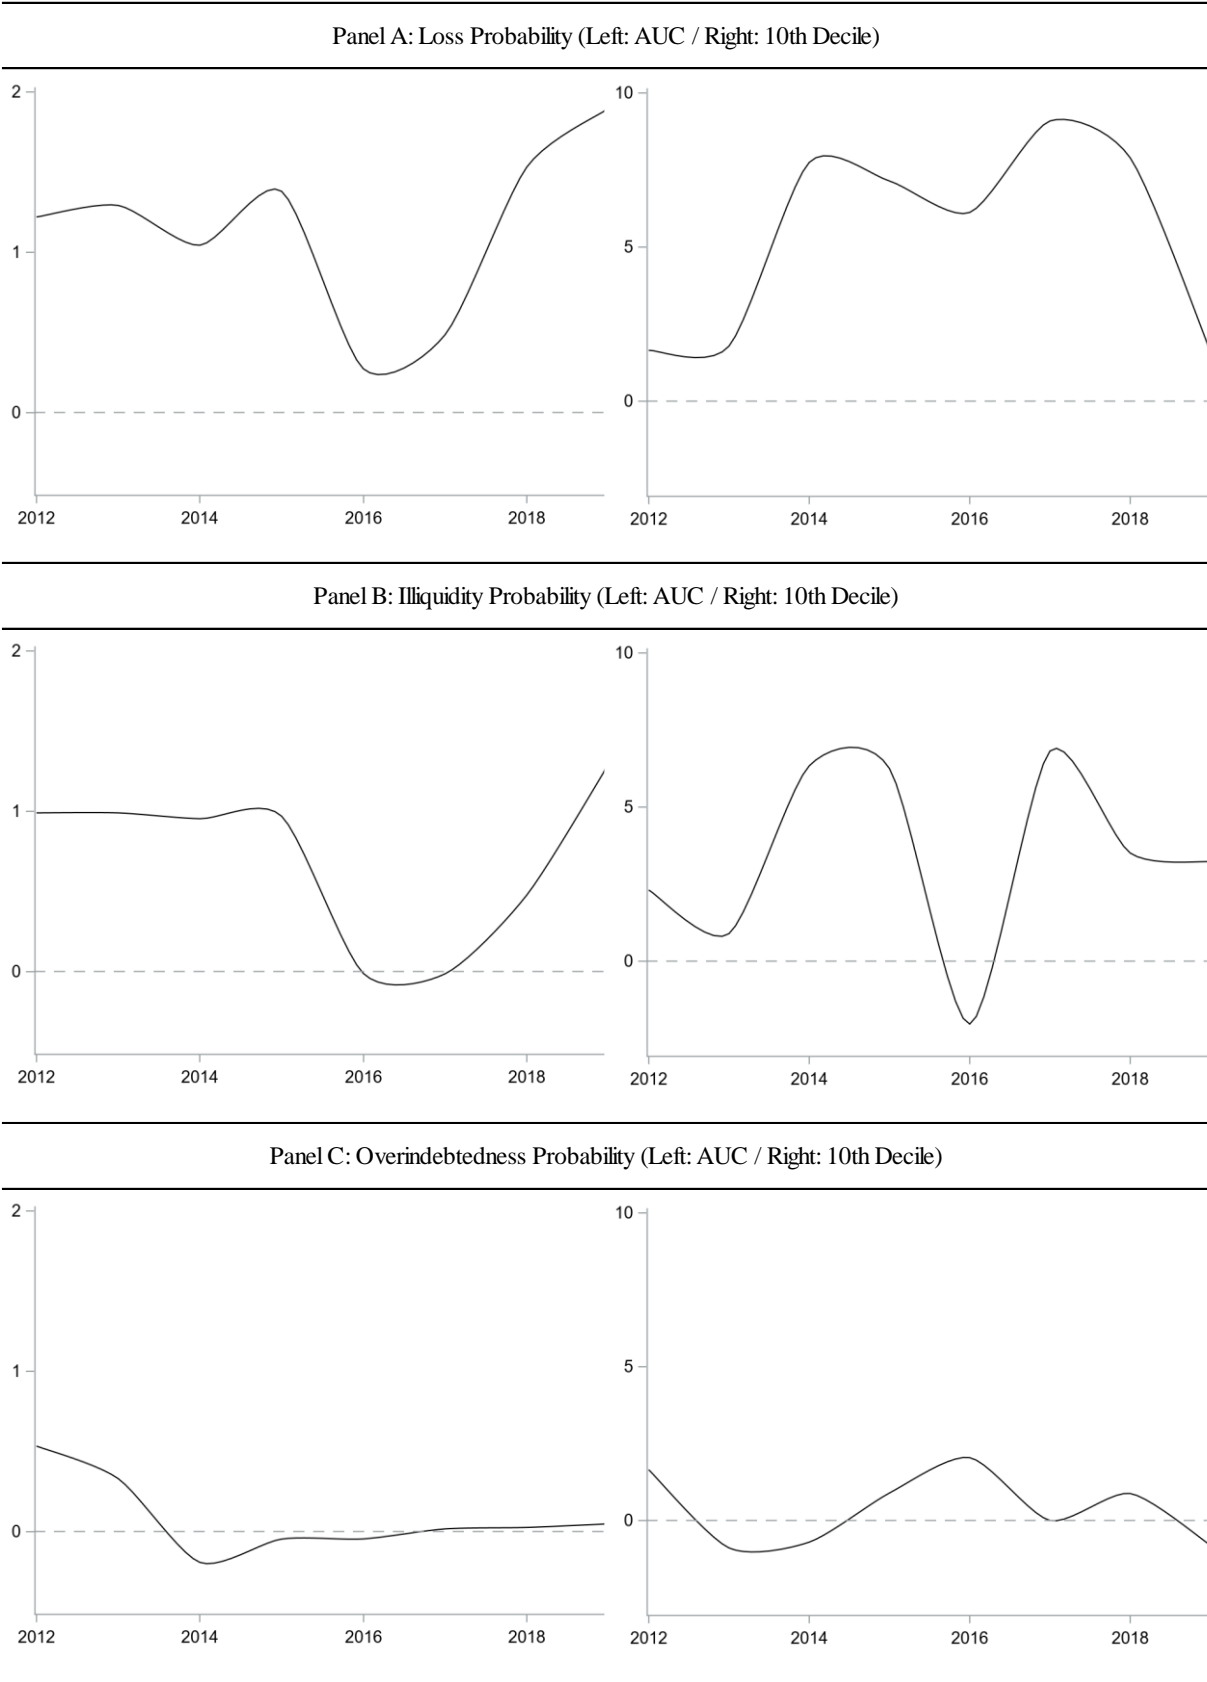 Panel A: Loss Probability (Left: AUC / Right: 10th Decile)
2
1
0
2012 2014 2016 2018
10
5
0
2012 2014 2016 2018
Panel B: Illiquidity Probability (Left: AUC / Right: 10th Decile)
2
1
0
2012 2014 2016 2018
10
5
0
2012 2014 2016 2018
Panel C: Overindebtedness Probability (Left: AUC / Right: 10th Decile)
2
1
0
2012 2014 2016 2018
10
5
0
2012 2014 2016 2018